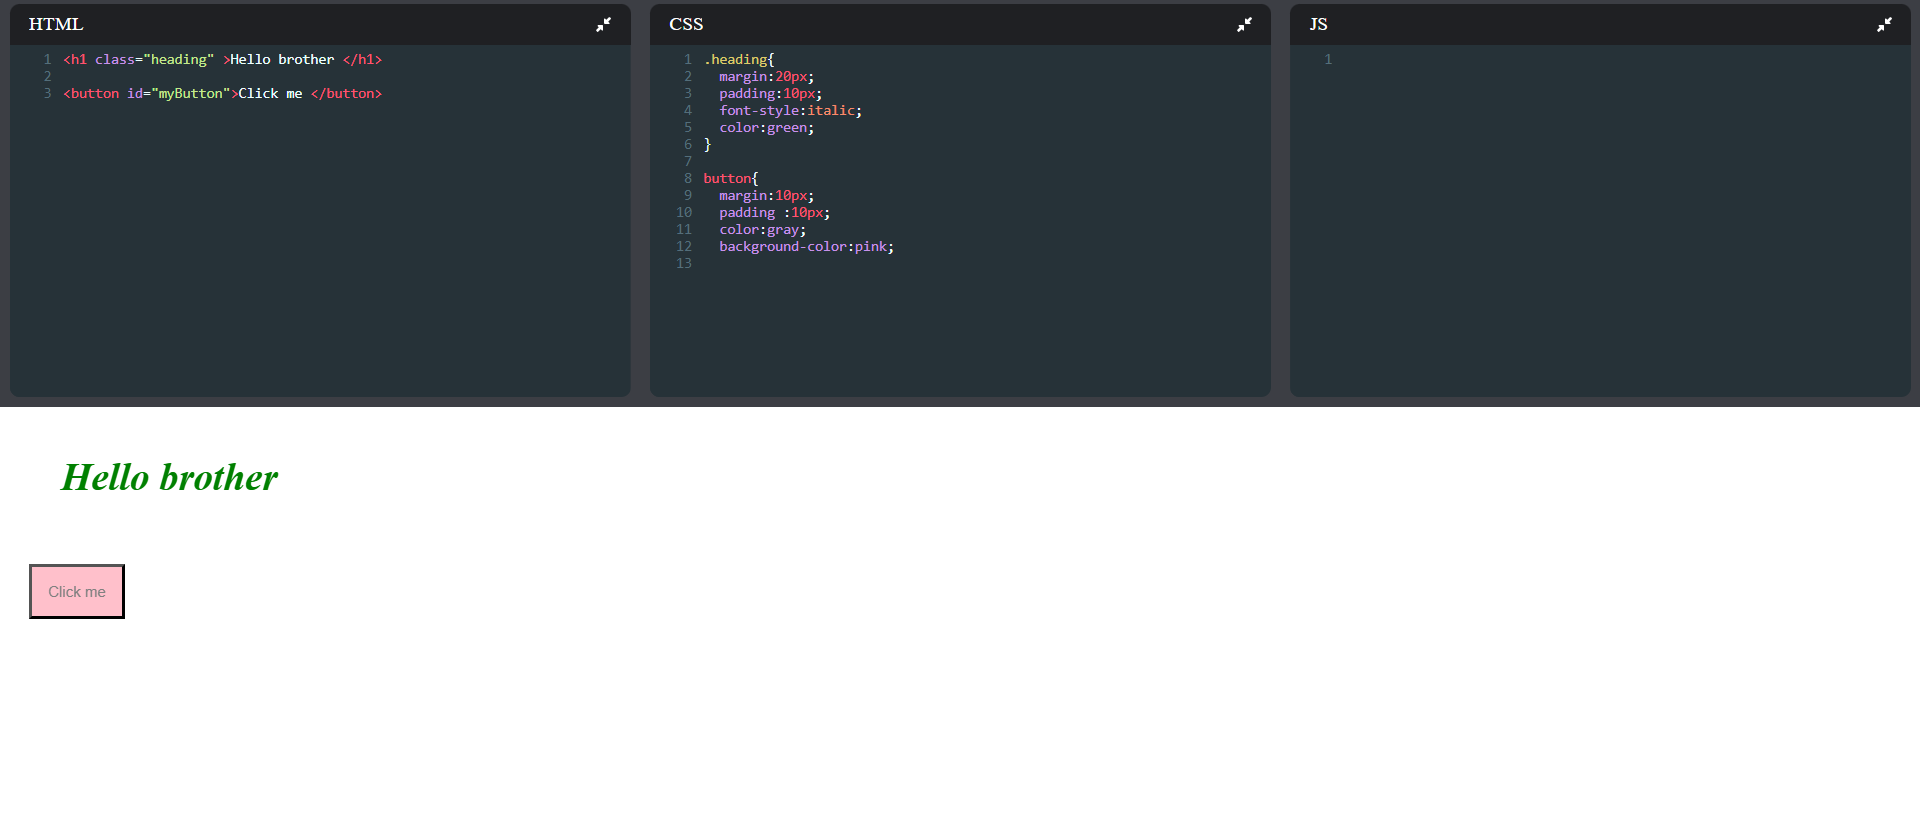 HTML
1 <h1 class="heading" >Hello brother </h1>
2
3 <button id="myButton">Click me </button>
CSS
1 .heading{
2   margin:20px;
3   padding:10px;
4   font-style:italic;
5   color:green;
6 }
7
8 button{
9   margin:10px;
10   padding :10px;
11   color:gray;
12   background-color:pink;
13
JS
1
Hello brother
Click me